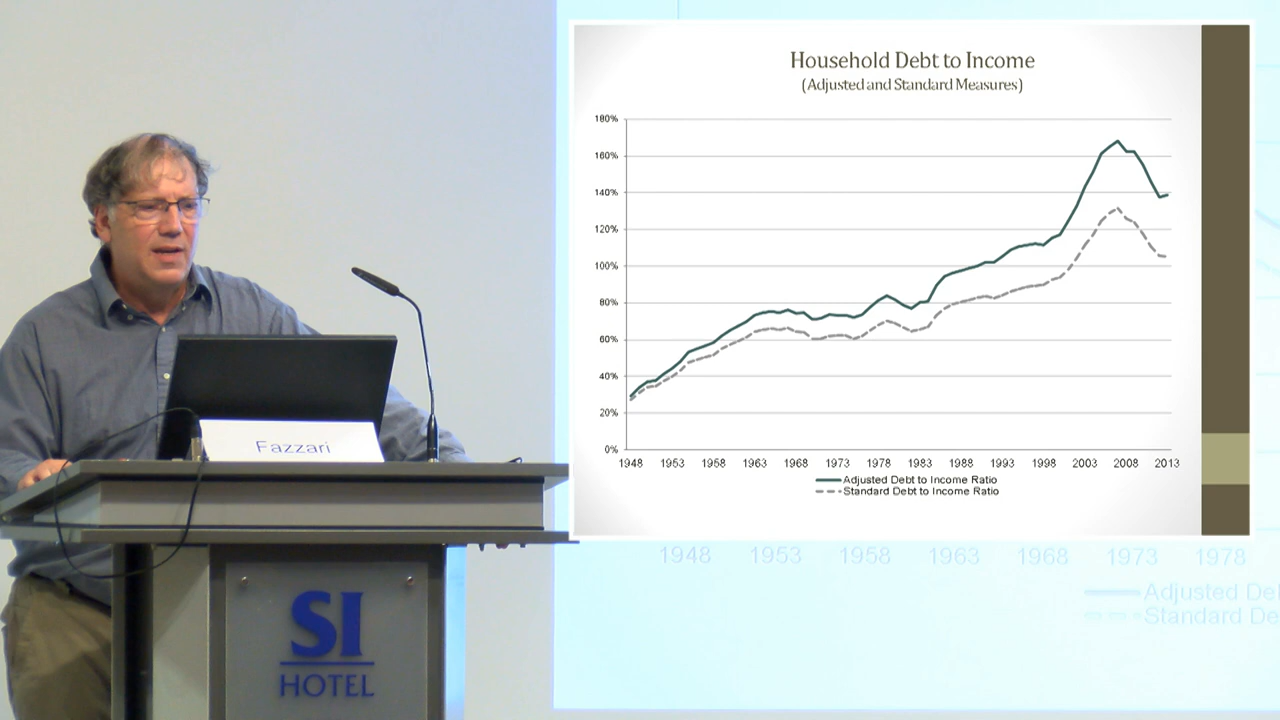 Household Debt to Income
(Adjusted and Standard Measures)
180%
160%
140%
120%
100%
80%
60%
40%
20%
0%
1948 1953 1958 1963 1968 1973 1978 1983 1988 1993 1998 2003 2008 2013
Adjusted Debt to Income Ratio
Standard Debt to Income Ratio
Fazzari
1948 1953 1958 1963 1968 1973 1978
Adjusted De
Standard De
SI
HOTEL